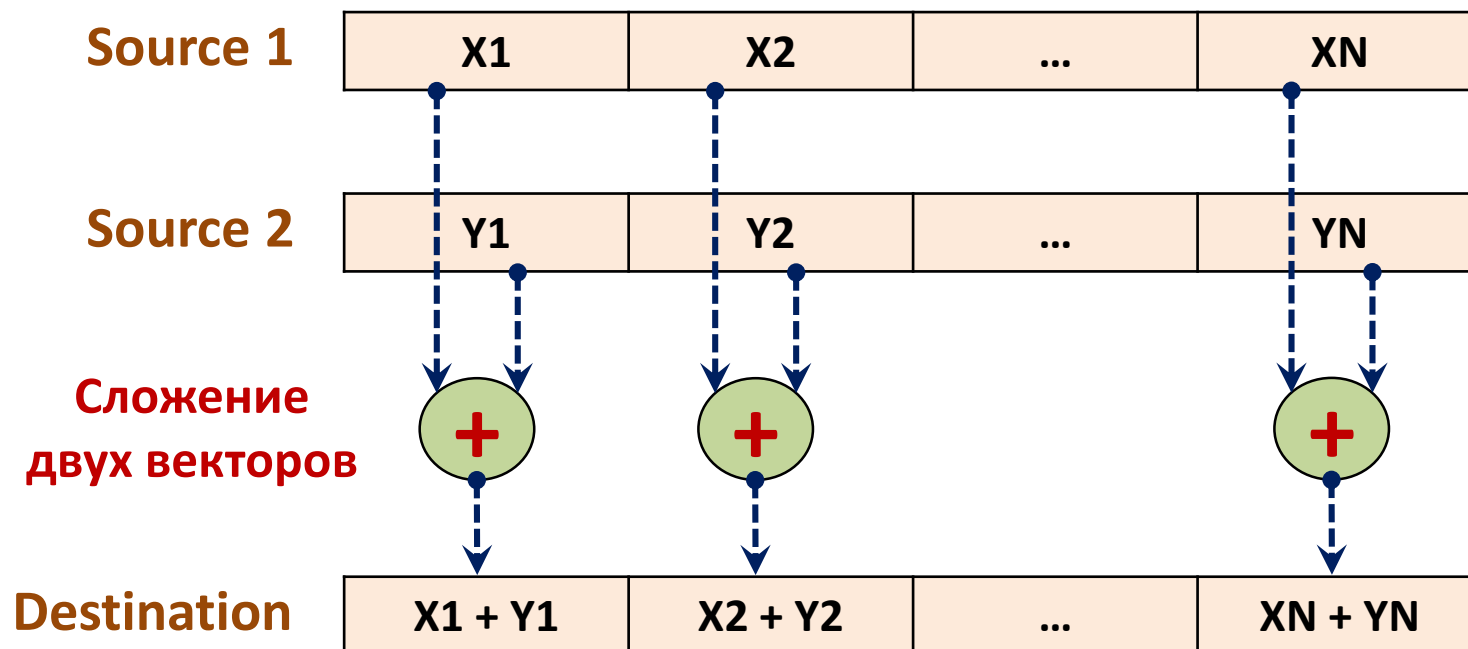 Source 1 X1 X2 ... XN
Source 2 Y1 Y2 ... YN
Сложение
двух векторов
+ + +
Destination X1 + Y1 X2 + Y2 ... XN + YN